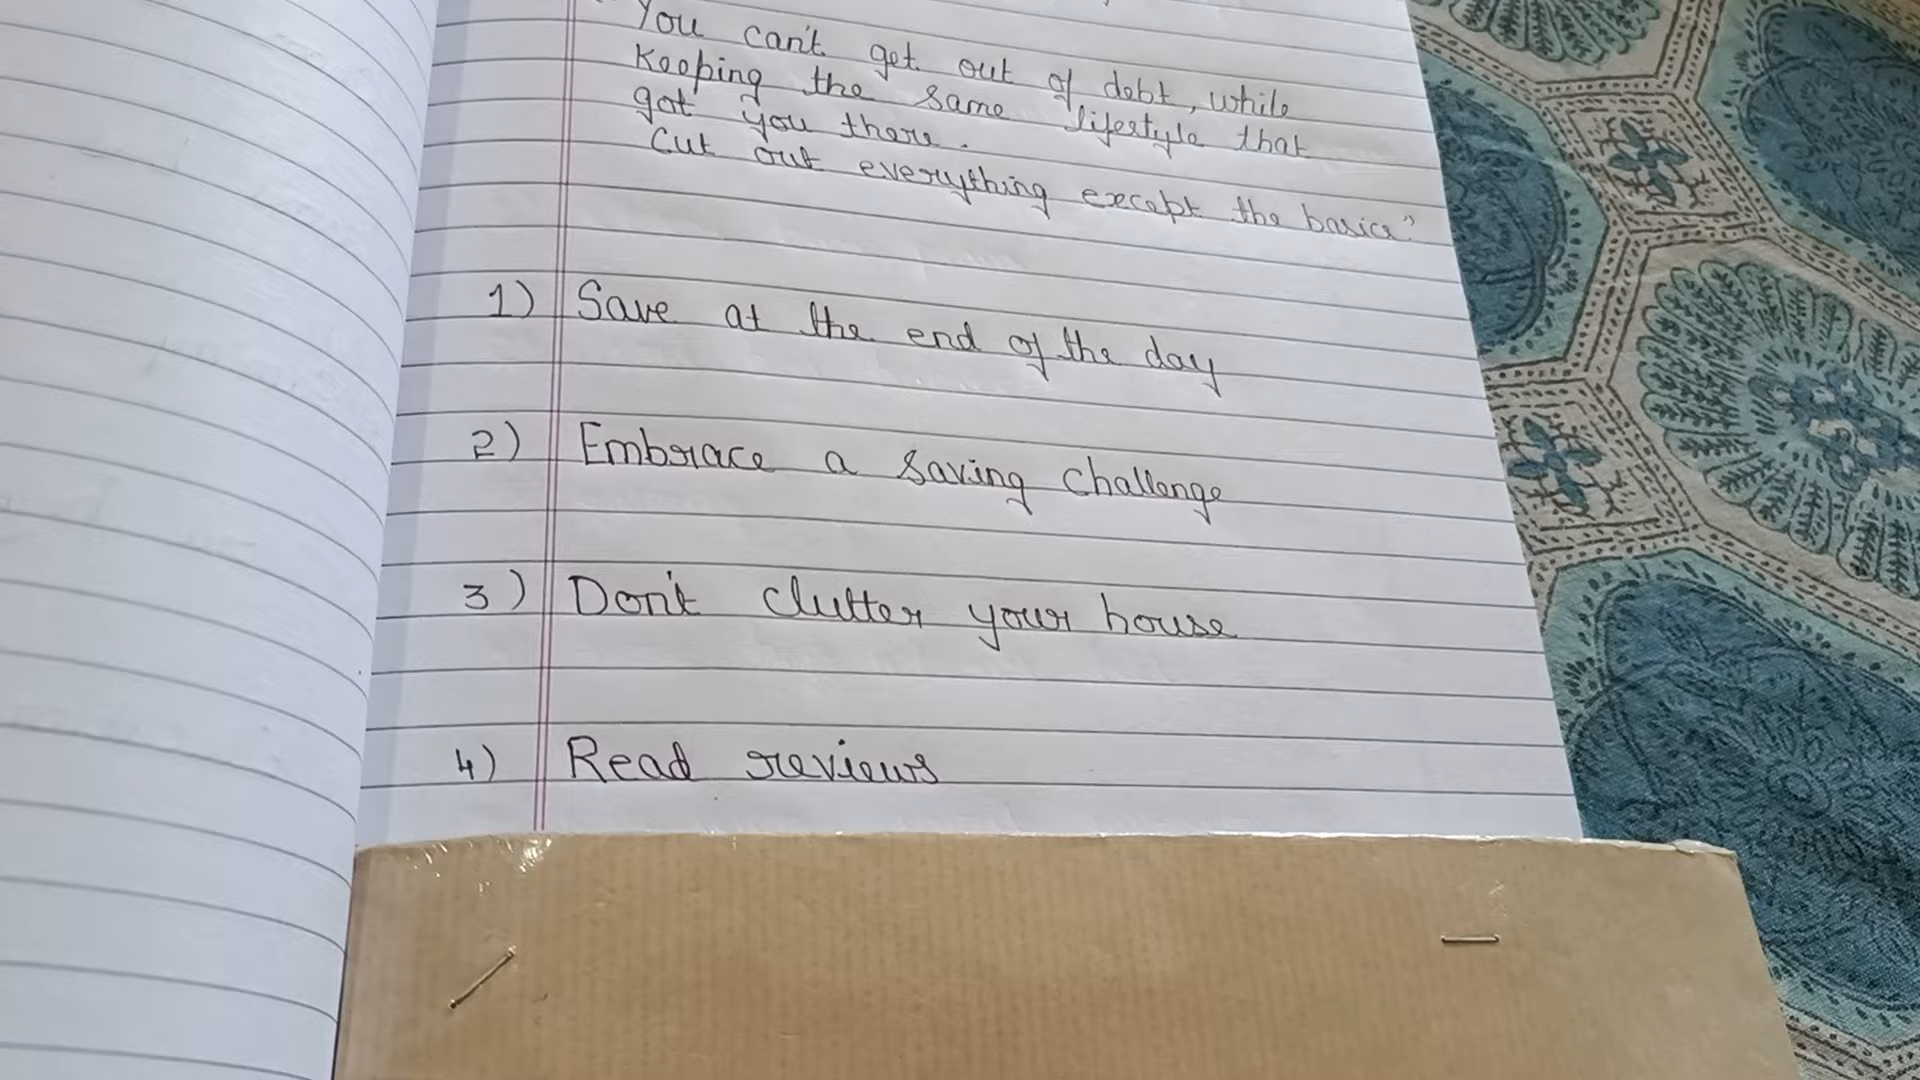 You can't get out of debt, while
Keeping the same lifestyle that
got you there.
Cut out everything except the basics"
1) Save at the end of the day
2) Embrace a saving challenge
3) Don't clutter your house
4) Read reviews